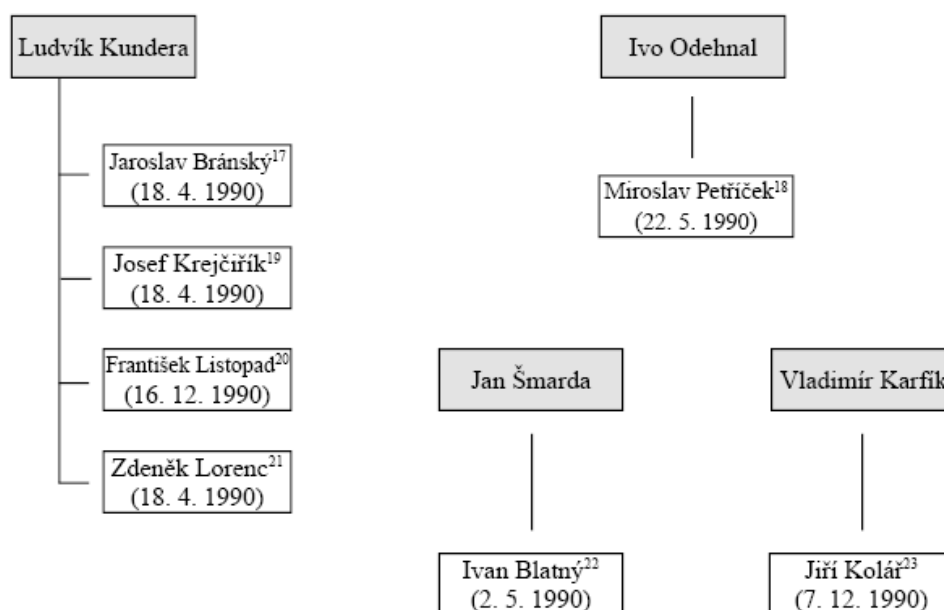 Ludvík Kundera
Ivo Odehnal
Jaroslav Bránský17
(18. 4. 1990)
Miroslav Petříček18
(22. 5. 1990)
Josef Krejčiřík19
(18. 4. 1990)
František Listopad20
(16. 12. 1990)
Jan Šmarda
Vladimír Karfík
Zdeněk Lorenc21
(18. 4. 1990)
Ivan Blatný22
(2. 5. 1990)
Jiří Kolář23
(7. 12. 1990)